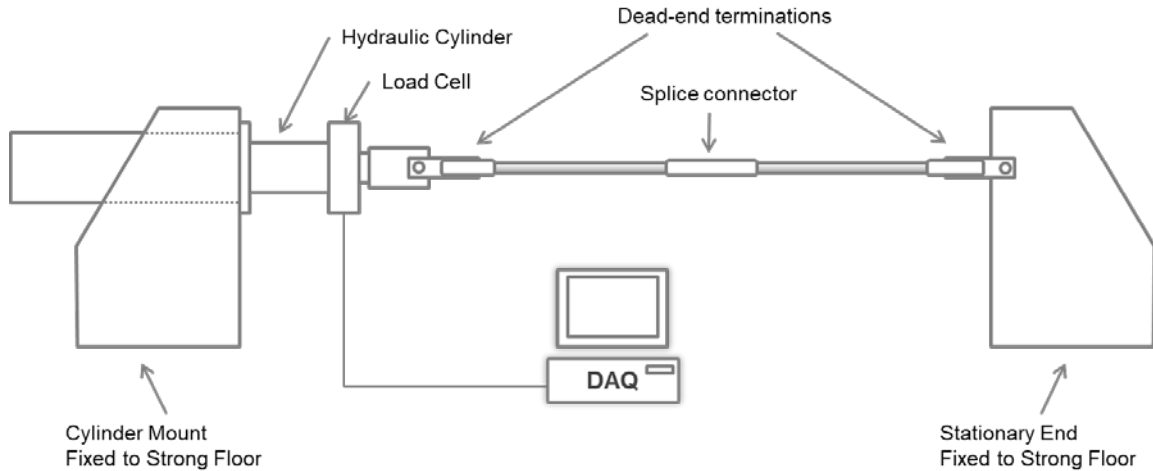 Dead-end terminations
Hydraulic Cylinder
Load Cell
Splice connector
DAQ
Cylinder Mount
Fixed to Strong Floor
Stationary End
Fixed to Strong Floor